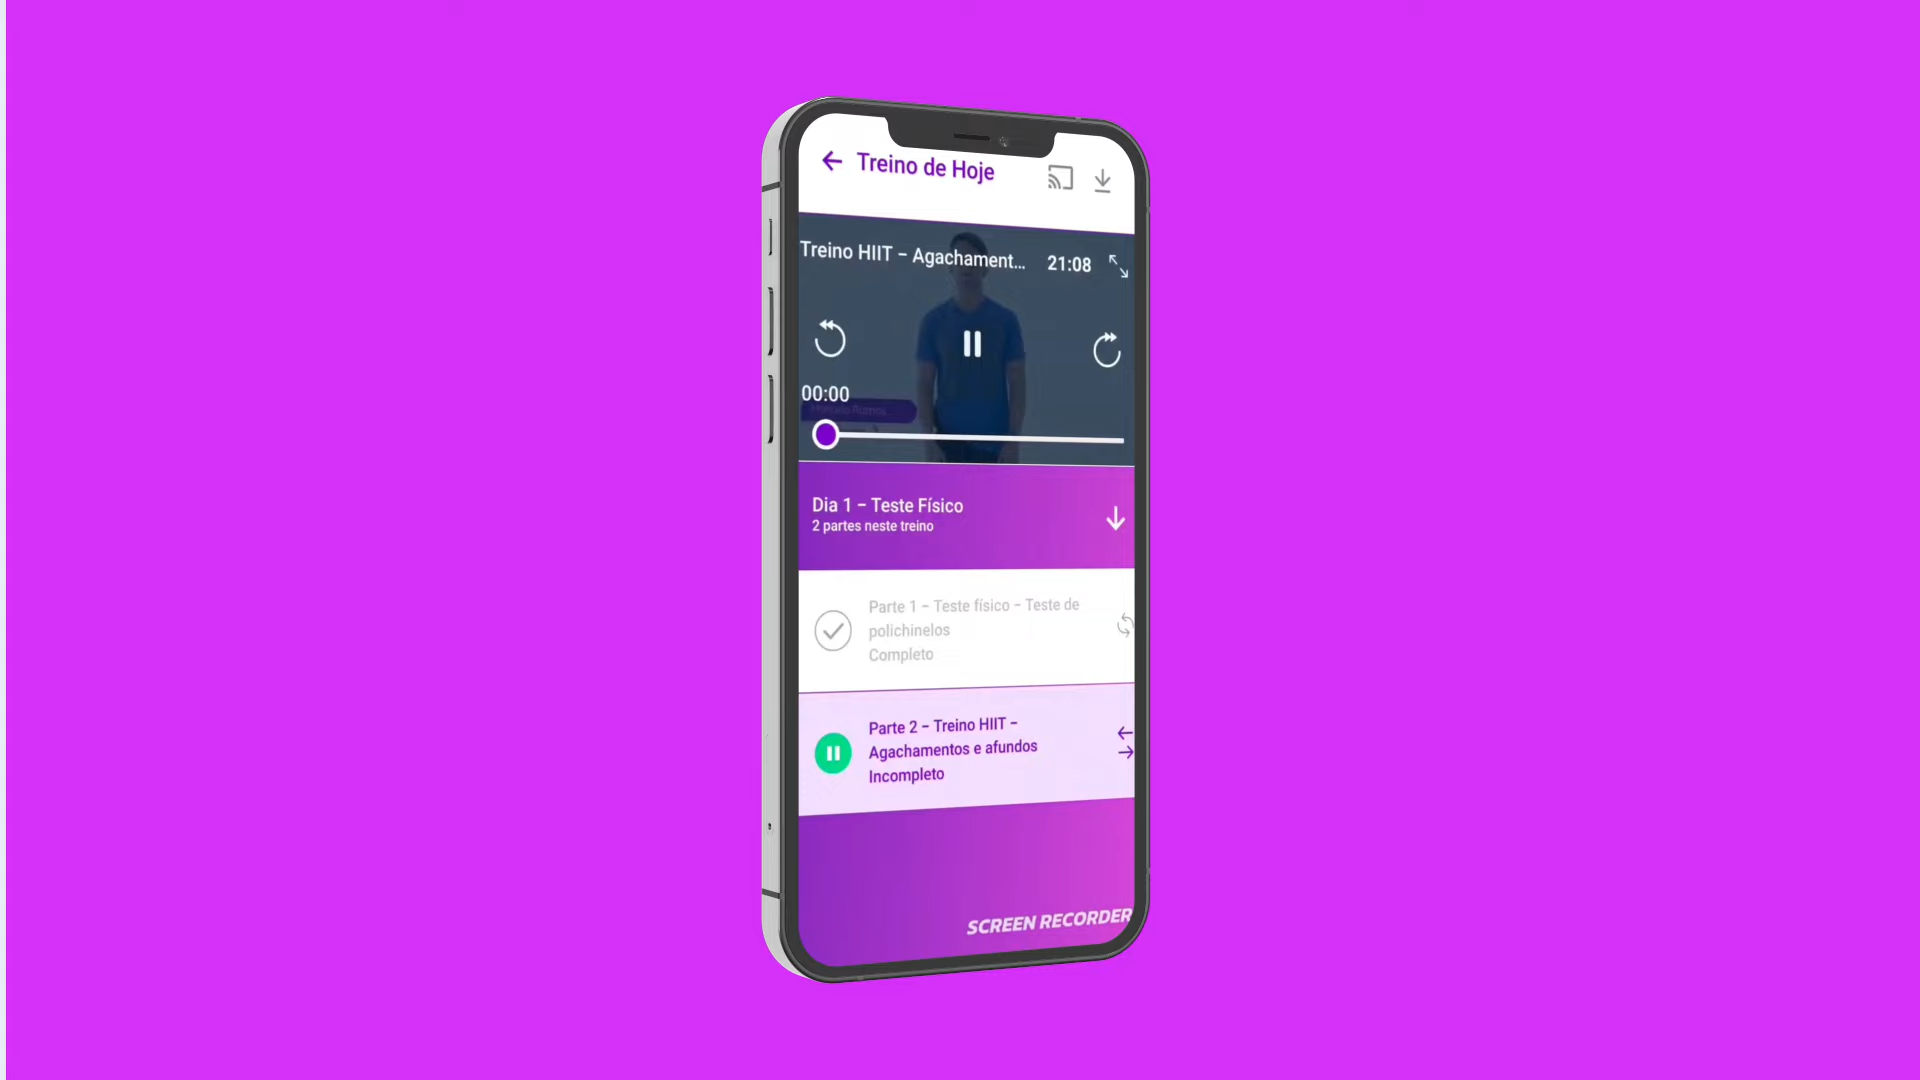 Treino de Hoje
Treino HIIT – Agachament... 21:08
00:00
Dia 1 – Teste Físico
2 partes neste treino
Parte 1 – Teste físico – Teste de
polichinelos
Completo
Parte 2 – Treino HIIT –
Agachamentos e afundos
Incompleto
SCREEN RECORDER